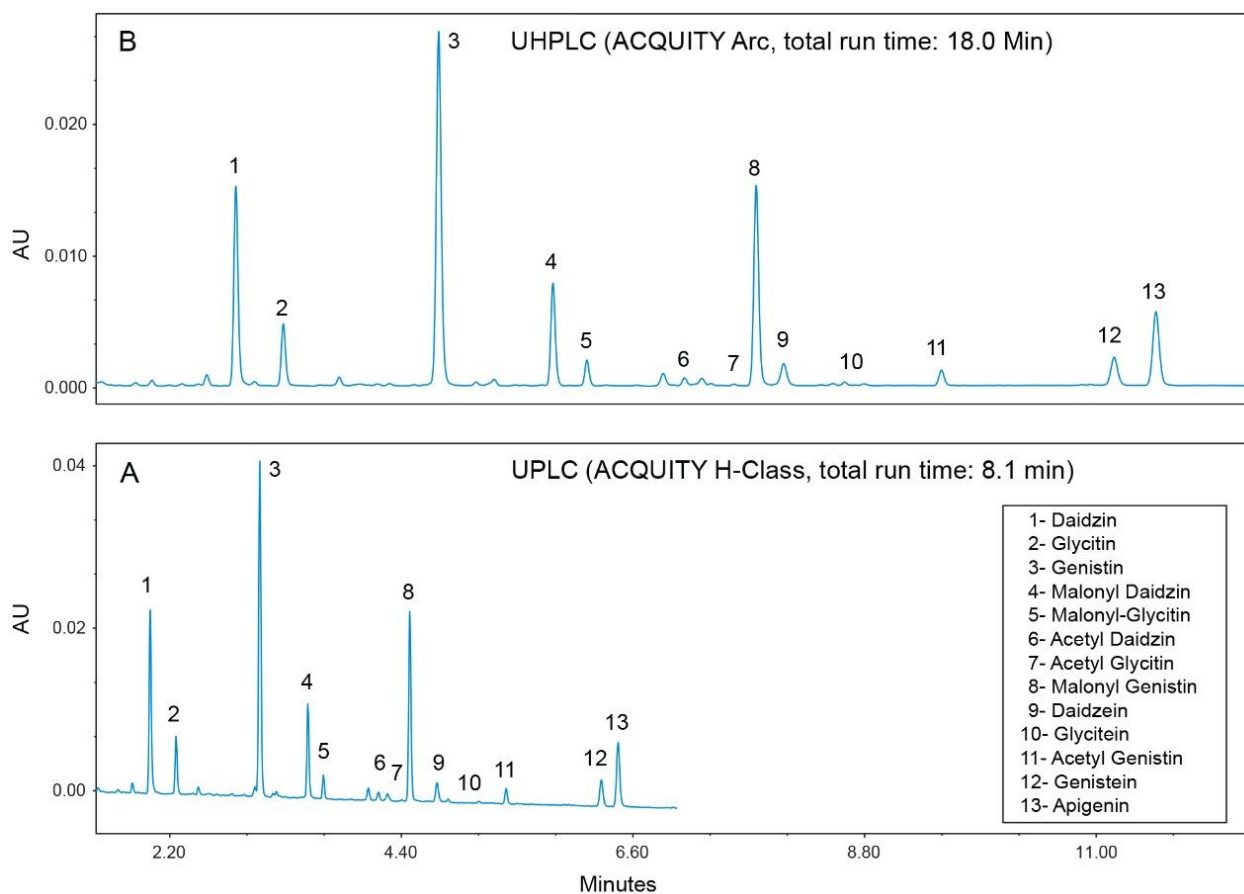 B
UHPLC (ACQUITY Arc, total run time: 18.0 Min)
AU
0.020
0.010
0.000
1
2
3
4
5
6
7
8
9
10
11
12
13
A
UPLC (ACQUITY H-Class, total run time: 8.1 min)
AU
0.04
0.02
0.00
1
2
3
4
5
6
7
8
9
10
11
12
13
1- Daidzin
2- Glycitin
3- Genistin
4- Malonyl Daidzin
5- Malonyl-Glycitin
6- Acetyl Daidzin
7- Acetyl Glycitin
8- Malonyl Genistin
9- Daidzein
10- Glycitein
11- Acetyl Genistin
12- Genistein
13- Apigenin
2.20 4.40 6.60 8.80 11.00
Minutes